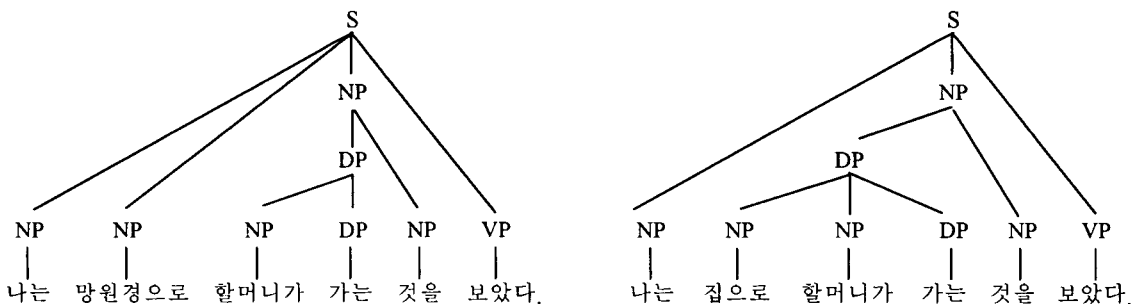 S S
NP NP
DP DP
NP NP NP DP NP VP NP NP NP DP NP VP
나는 망원경으로 할머니가 가는 것을 보았다. 나는 집으로 할머니가 가는 것을 보았다.